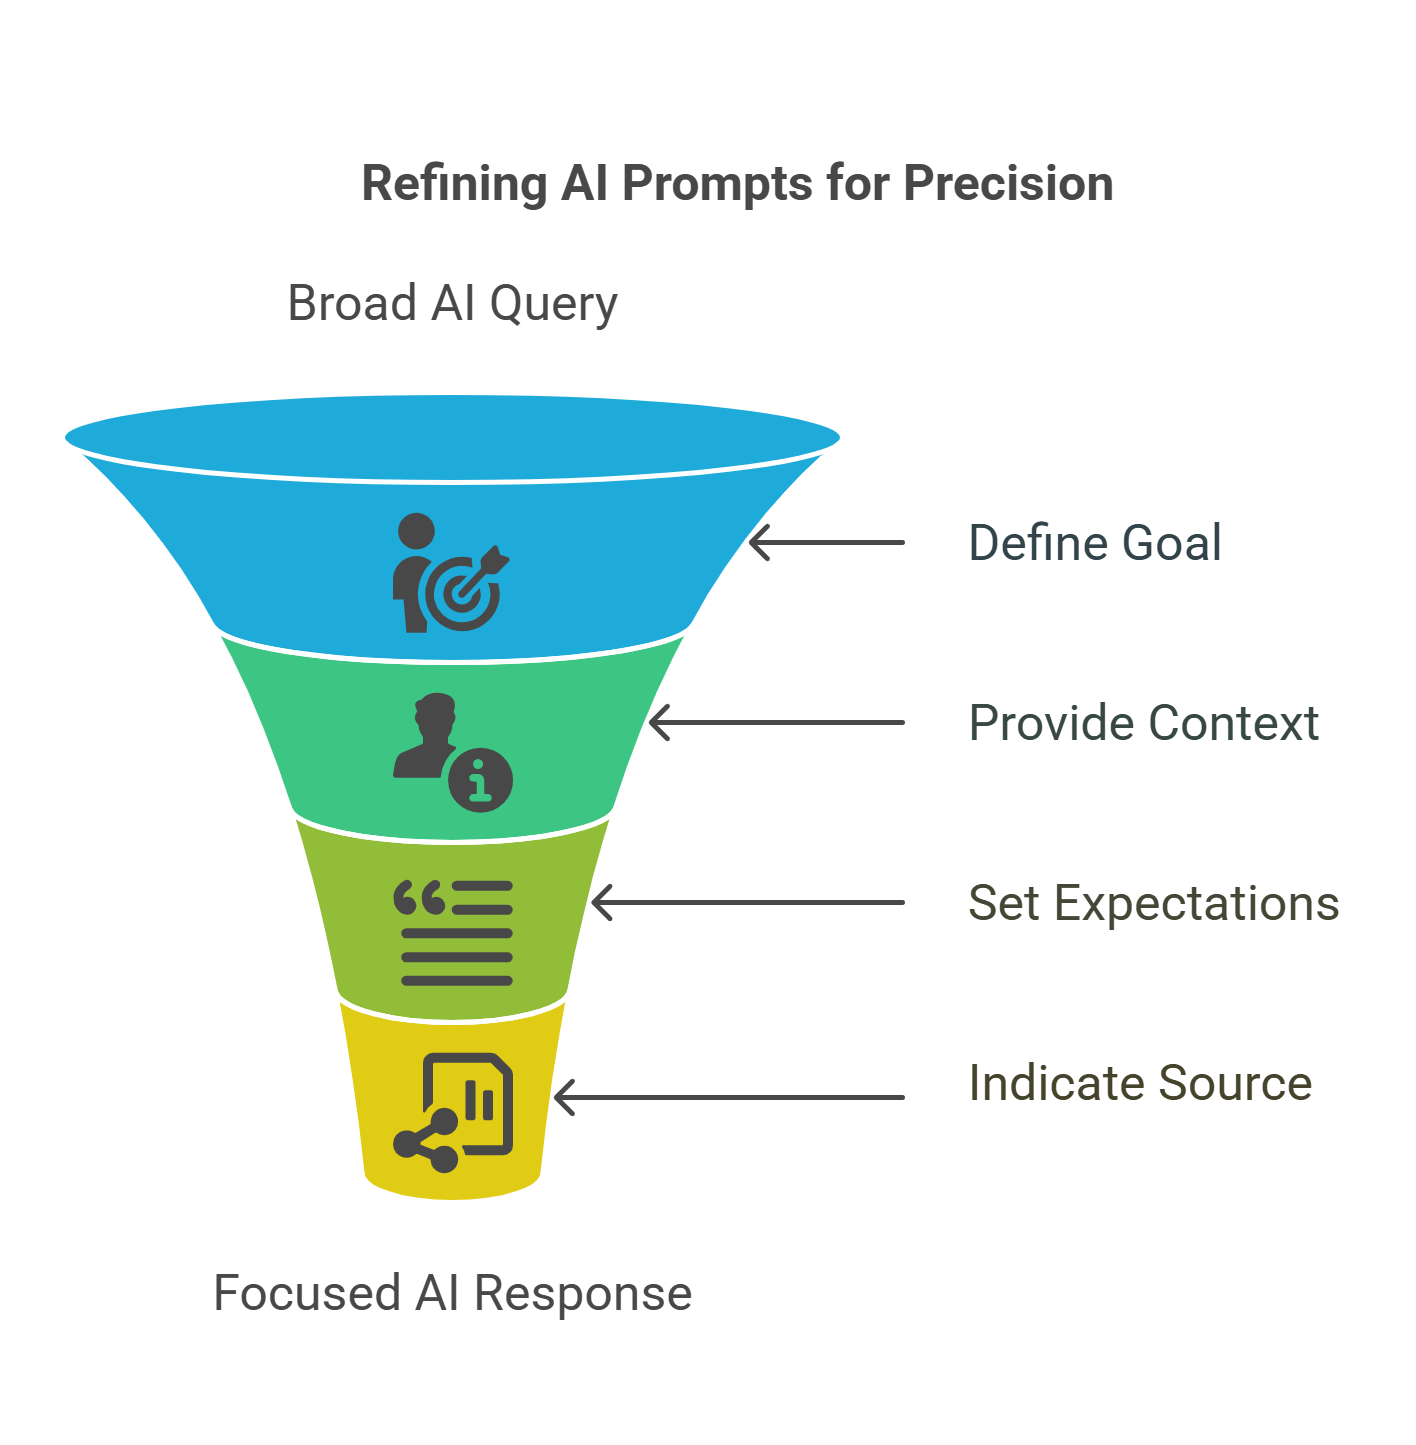 Refining AI Prompts for Precision
Broad AI Query
Define Goal
Provide Context
Set Expectations
Indicate Source
Focused AI Response